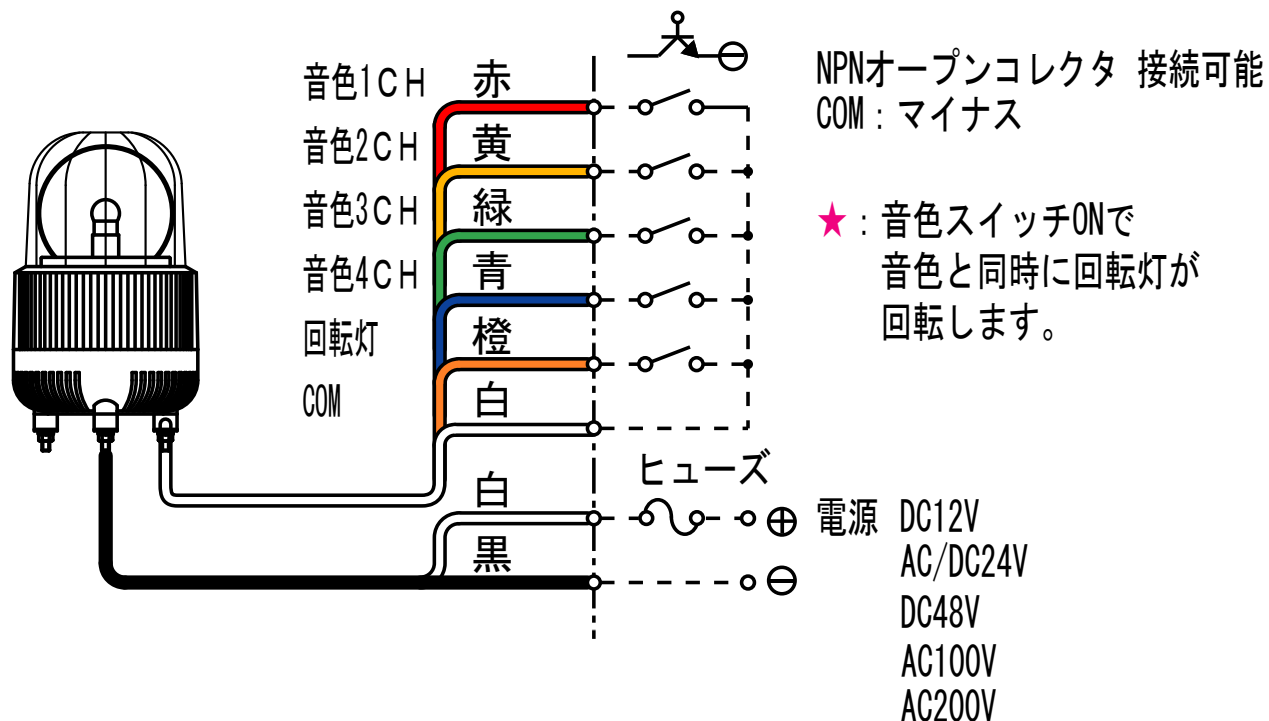 音色1CH 赤
音色2CH 黄
音色3CH 緑
音色4CH 青
回転灯 橙
COM 白
白
黒
ヒューズ
NPNオープンコレクタ 接続可能
COM：マイナス
★：音色スイッチONで
音色と同時に回転灯が
回転します。
⊖
⊕ 電源 DC12V
⊖ AC/DC24V
DC48V
AC100V
AC200V